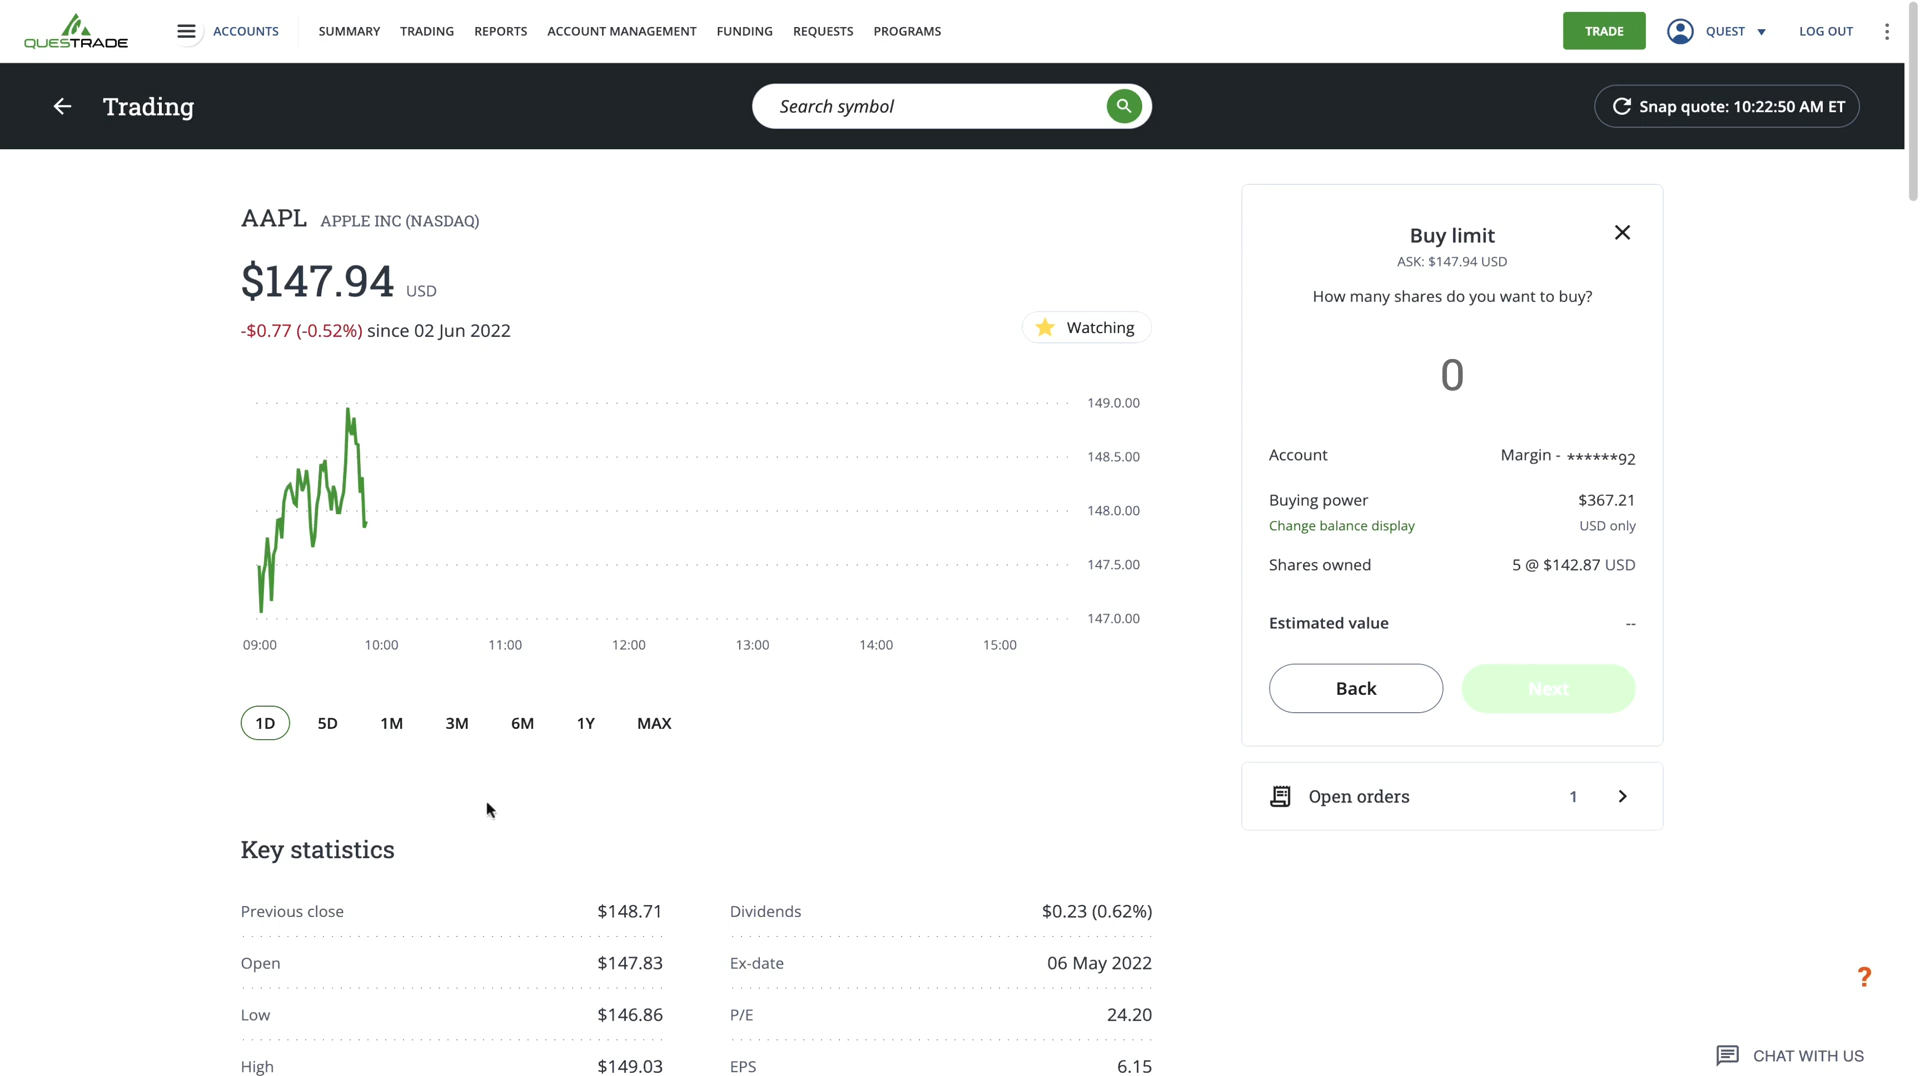 QUESTRADE
ACCOUNTS
SUMMARY
TRADING
REPORTS
ACCOUNT MANAGEMENT
FUNDING
REQUESTS
PROGRAMS
TRADE
QUEST
LOG OUT
Trading
Search symbol
Snap quote: 10:22:50 AM ET
AAPL APPLE INC (NASDAQ)
$147.94 USD
-$0.77 (-0.52%) since 02 Jun 2022
Watching
149.0.00
148.5.00
148.0.00
147.5.00
147.0.00
09:00 10:00 11:00 12:00 13:00 14:00 15:00
1D 5D 1M 3M 6M 1Y MAX
Key statistics
Previous close $148.71
Open $147.83
Low $146.86
High $149.03
Dividends $0.23 (0.62%)
Ex-date 06 May 2022
P/E 24.20
EPS 6.15
Buy limit
ASK: $147.94 USD
How many shares do you want to buy?
0
Account Margin - ******92
Buying power $367.21
Change balance display USD only
Shares owned 5 @ $142.87 USD
Estimated value --
Back Next
Open orders 1
?
CHAT WITH US